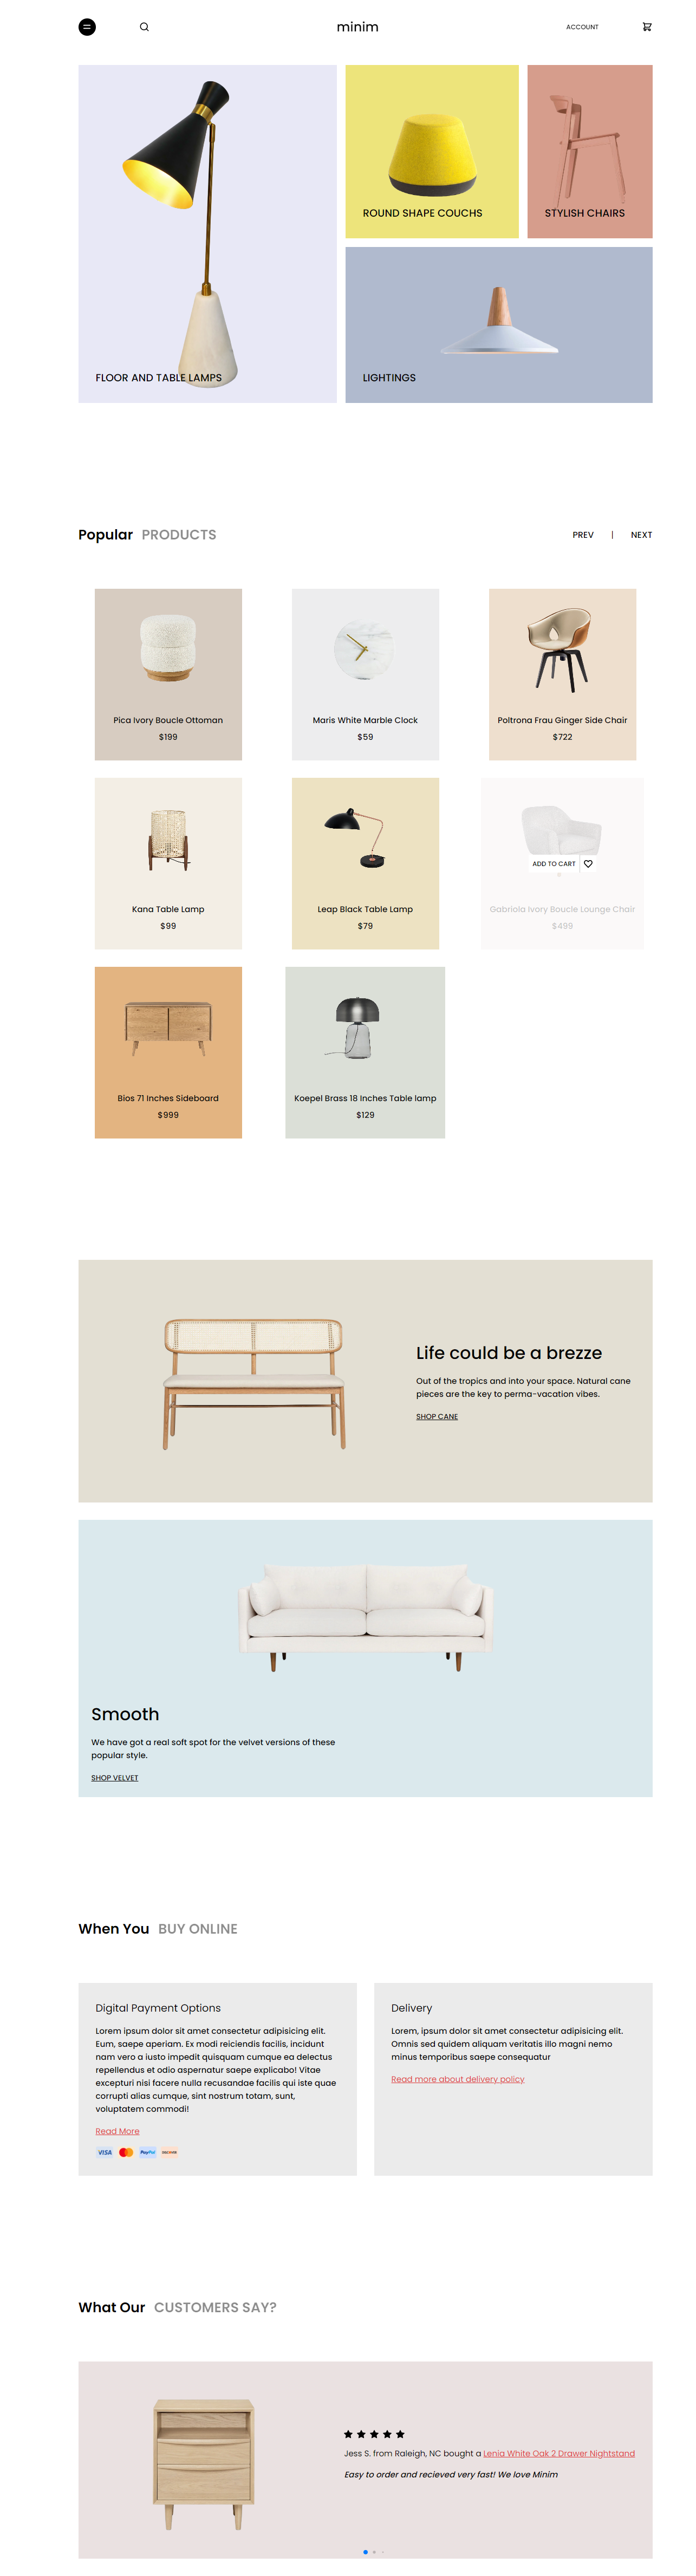 minim
ACCOUNT
ROUND SHAPE COUCHS
STYLISH CHAIRS
FLOOR AND TABLE LAMPS
LIGHTINGS
Popular PRODUCTS
PREV | NEXT
Pica Ivory Boucle Ottoman
$199
Maris White Marble Clock
$59
Poltrona Frau Ginger Side Chair
$722
Kana Table Lamp
$99
Leap Black Table Lamp
$79
ADD TO CART
Gabriola Ivory Boucle Lounge Chair
$499
Bios 71 Inches Sideboard
$999
Koepel Brass 18 Inches Table lamp
$129
Life could be a brezze
Out of the tropics and into your space. Natural cane
pieces are the key to perma-vacation vibes.
SHOP CANE
Smooth
We have got a real soft spot for the velvet versions of these
popular style.
SHOP VELVET
When You BUY ONLINE
Digital Payment Options
Lorem ipsum dolor sit amet consectetur adipisicing elit.
Eum, saepe aperiam. Ex modi reiciendis facilis, incidunt
nam vero a iusto impedit quisquam cumque ea delectus
repellendus et odio aspernatur saepe explicabo! Vitae
excepturi nisi facere nulla recusandae facilis qui iste quae
corrupti alias cumque, sint nostrum totam, sunt,
voluptatem commodi!
Read More
VISA
PayPal
DISCOVER
Delivery
Lorem, ipsum dolor sit amet consectetur adipisicing elit.
Omnis sed quidem aliquam veritatis illo magni nemo
minus temporibus saepe consequatur
Read more about delivery policy
What Our CUSTOMERS SAY?
Jess S. from Raleigh, NC bought a Lenia White Oak 2 Drawer Nightstand
Easy to order and recieved very fast! We love Minim